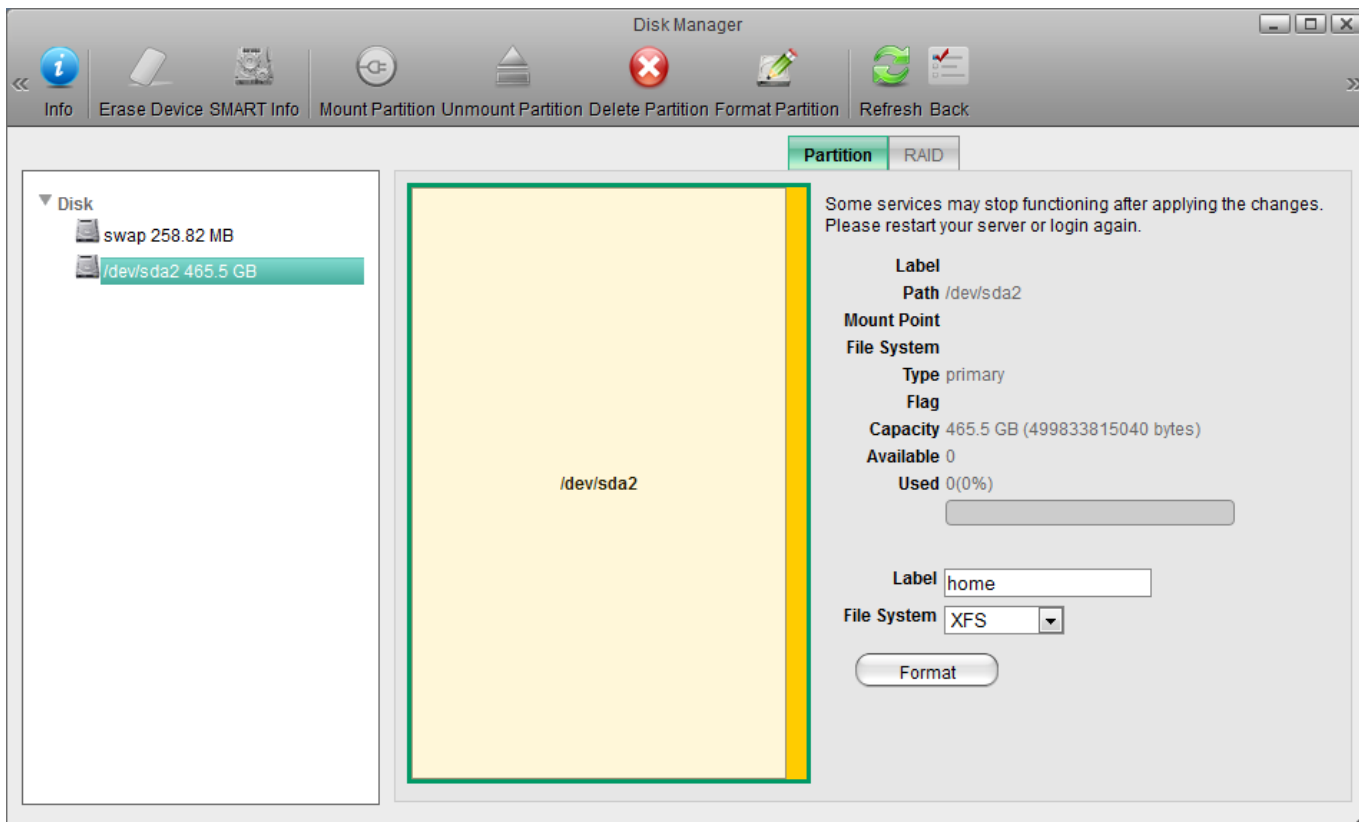 Disk Manager
Info Erase Device SMART Info Mount Partition Unmount Partition Delete Partition Format Partition Refresh Back
Partition RAID
Disk
swap 258.82 MB
/dev/sda2 465.5 GB
/dev/sda2
Some services may stop functioning after applying the changes.
Please restart your server or login again.
Label
Path /dev/sda2
Mount Point
File System
Type primary
Flag
Capacity 465.5 GB (499833815040 bytes)
Available 0
Used 0(0%)
Label home
File System XFS
Format